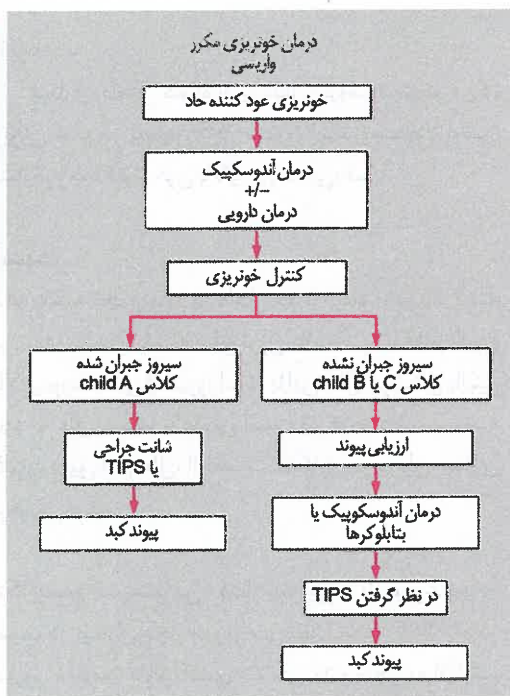 درمان خونریزی مکرر
واریسی
خونریزی عود کننده حاد
درمان آندوسکپیک
+/–
درمان دارویی
کنترل خونریزی
سیروز جبران نشده
کلاس C یا child B
سیروز جبران شده
کلاس child A
ارزیابی پیوند
شانت جراحی
یا TIPS
درمان آندوسکوپیک یا
بتابلوکرها
پیوند کبد
در نظر گرفتن TIPS
پیوند کبد